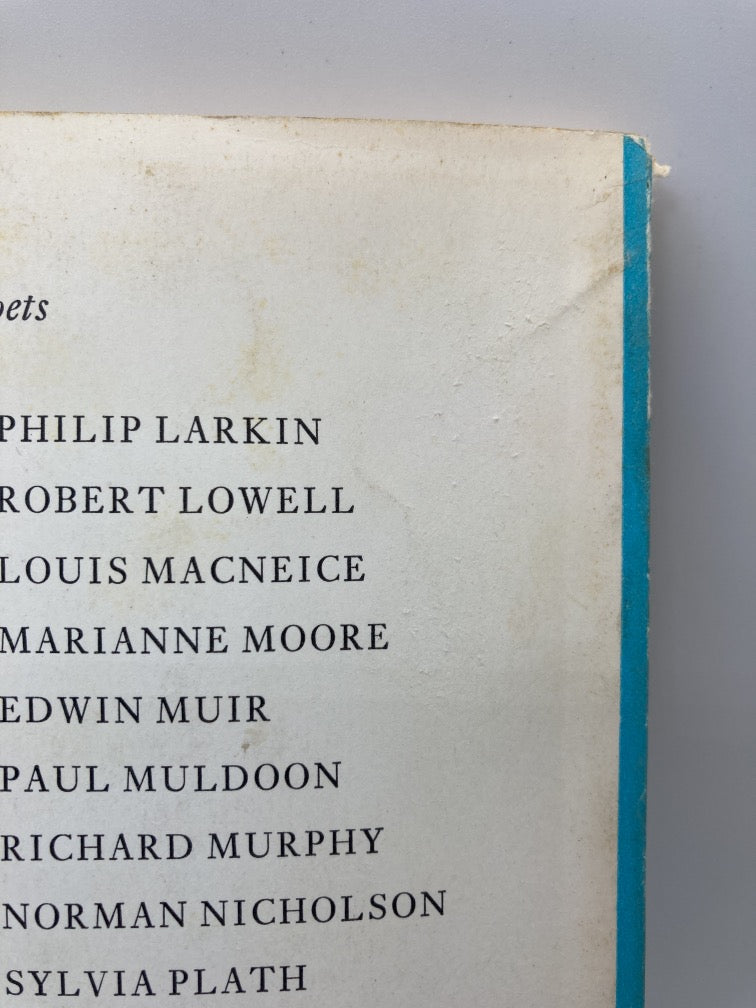 oets
PHILIP LARKIN
ROBERT LOWELL
LOUIS MACNEICE
MARIANNE MOORE
EDWIN MUIR
PAUL MULDOON
RICHARD MURPHY
NORMAN NICHOLSON
SYLVIA PLATH